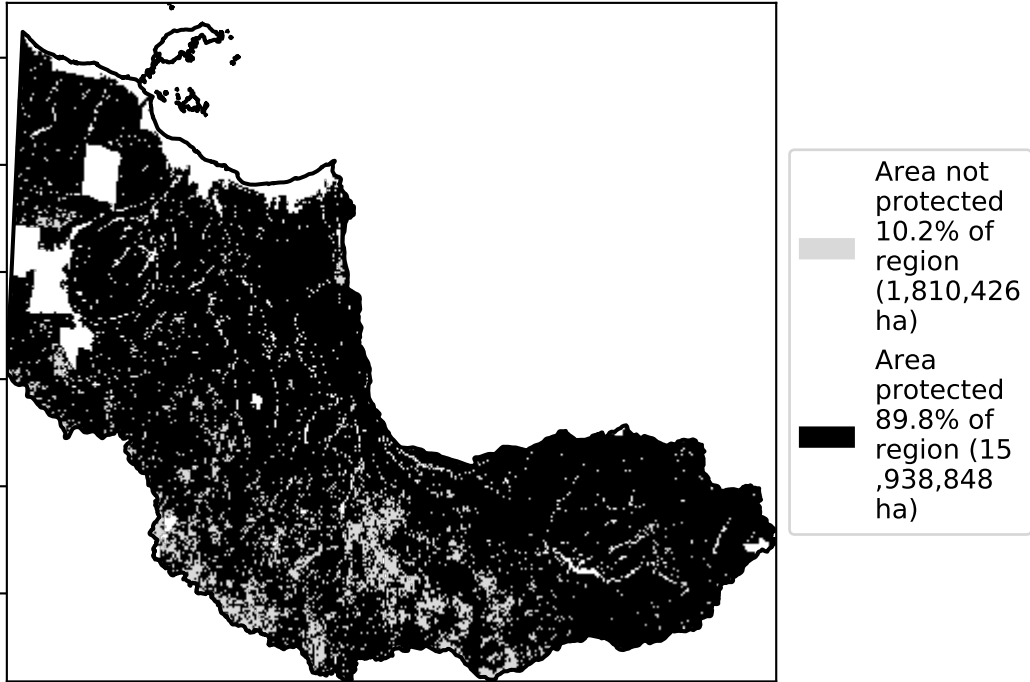 Area not
protected
10.2% of
region
(1,810,426
ha)
Area
protected
89.8% of
region (15
,938,848
ha)